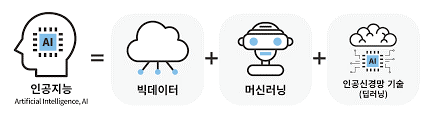 AI
=
+
+
AI
인공지능
Artificial Intelligence, AI
빅데이터
머신러닝
인공신경망 기술
(딥러닝)